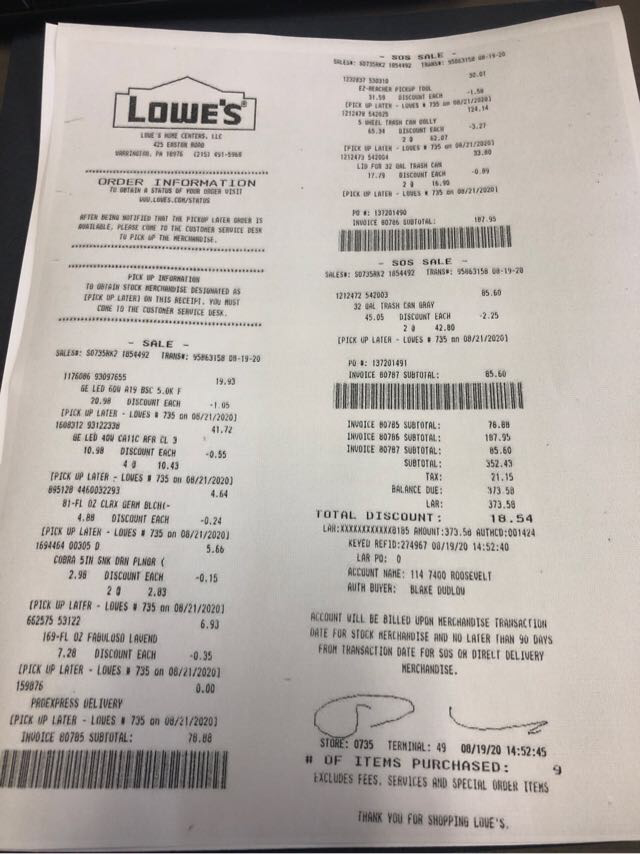 LOWE'S®
LOWE'S HOME CENTERS, LLC
425 EASTON ROAD
WARRINGTON, PA 18976 (215) 491-5968
ORDER INFORMATION
TO OBTAIN A STATUS OF YOUR ORDER VISIT
WWW.LOWES.COM/STATUS
AFTER BEING NOTIFIED THAT THE PICKUP LATER ORDER IS
AVAILABLE, PLEASE COME TO THE CUSTOMER SERVICE DESK
TO PICK UP THE MERCHANDISE.
PICK UP INFORMATION
TO OBTAIN STOCK MERCHANDISE DESIGNATED AS
[PICK UP LATER] ON THIS RECEIPT, YOU MUST
COME TO THE CUSTOMER SERVICE DESK.
- SALE -
SALES#: SO735RK2 1854492 TRANS#: 95863158 08-19-20
1176086 93097655 19.93
GE LED 60W A19 BSC 5.0K F
20.98 DISCOUNT EACH -1.05
[PICK UP LATER - LOWES # 735 on 08/21/2020]
1608312 93122338 41.72
GE LED 40W CA11C AFR CL 3
10.98 DISCOUNT EACH -0.55
4 @ 10.43
[PICK UP LATER - LOWES # 735 on 08/21/2020]
895128 4460032293 4.64
81-FL OZ CLRX GERM BLCH(-
4.88 DISCOUNT EACH -0.24
[PICK UP LATER - LOWES # 735 on 08/21/2020]
1694464 00305 D 5.66
COBRA 5IN SNK DRN PLNGR (
2.98 DISCOUNT EACH -0.15
2 @ 2.83
[PICK UP LATER - LOWES # 735 on 08/21/2020]
662575 53122 6.93
169-FL OZ FABULOSO LAVEND
7.28 DISCOUNT EACH -0.35
[PICK UP LATER - LOWES # 735 on 08/21/2020]
159876 0.00
PROEXPRESS DELIVERY
[PICK UP LATER - LOWES # 735 on 08/21/2020]
INVOICE 80785 SUBTOTAL: 78.88
- SOS SALE -
SALES#: SO735RK2 1854492 TRANS#: 95863158 08-19-20
1239837 530310 30.01
EZ-REACHER PICKUP TOOL
31.59 DISCOUNT EACH -1.58
[PICK UP LATER - LOWES # 735 on 08/21/2020]
1212478 542025 124.14
5 WHEEL TRASH CAN DOLLY
65.34 DISCOUNT EACH -3.27
2 @ 62.07
[PICK UP LATER - LOWES # 735 on 08/21/2020]
1212473 542004 33.80
LID FOR 32 GAL TRASH CAN
17.79 DISCOUNT EACH -0.89
2 @ 16.90
[PICK UP LATER - LOWES # 735 on 08/21/2020]
PO #: 137201490
INVOICE 80786 SUBTOTAL: 187.95
- SOS SALE -
SALES#: SO735RK2 1854492 TRANS#: 95863158 08-19-20
1212472 542003 85.60
32 GAL TRASH CAN GRAY
45.05 DISCOUNT EACH -2.25
2 @ 42.80
[PICK UP LATER - LOWES # 735 on 08/21/2020]
PO #: 137201491
INVOICE 80787 SUBTOTAL: 85.60
INVOICE 80785 SUBTOTAL: 78.88
INVOICE 80786 SUBTOTAL: 187.95
INVOICE 80787 SUBTOTAL: 85.60
SUBTOTAL: 352.43
TAX: 21.15
BALANCE DUE: 373.58
LAR: 373.58
TOTAL DISCOUNT: 18.54
LAR:XXXXXXXXXXXX8185 AMOUNT:373.58 AUTHCD:001424
KEYED REFID:274967 08/19/20 14:52:40
LAR PO: 0
ACCOUNT NAME: 114 7400 ROOSEVELT
AUTH BUYER: BLAKE DUDLOW
ACCOUNT WILL BE BILLED UPON MERCHANDISE TRANSACTION
DATE FOR STOCK MERCHANDISE AND NO LATER THAN 90 DAYS
FROM TRANSACTION DATE FOR SOS OR DIRECT DELIVERY
MERCHANDISE.
STORE: 0735 TERMINAL: 49 08/19/20 14:52:45
# OF ITEMS PURCHASED: 9
EXCLUDES FEES, SERVICES AND SPECIAL ORDER ITEMS
THANK YOU FOR SHOPPING LOWE'S.